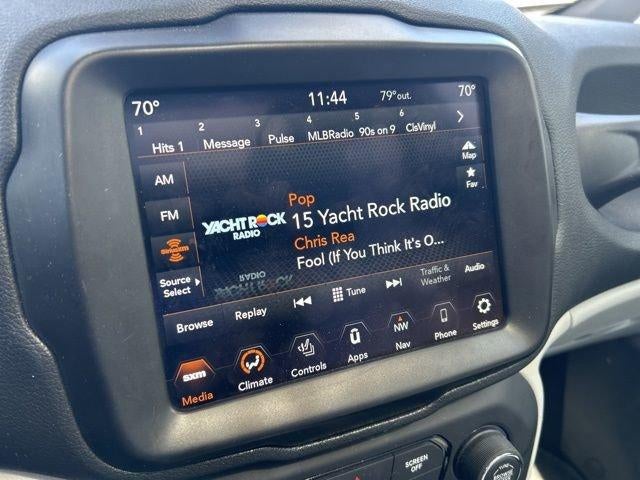 70° 11:44 79°out. 70°
1 2 3 4 5 6
Hits 1 Message Pulse MLBRadio 90s on 9 ClsVinyl >
AM
Map
FM
Fav
SiriusXM
Source
Select
YACHT ROCK
RADIO
Pop
15 Yacht Rock Radio
Chris Rea
Fool (If You Think It's O...
Browse Replay Tune Traffic &
Weather Audio
sxm
Media Climate Controls Apps NW
Nav Phone Settings
SCREEN
OFF
BROWSE